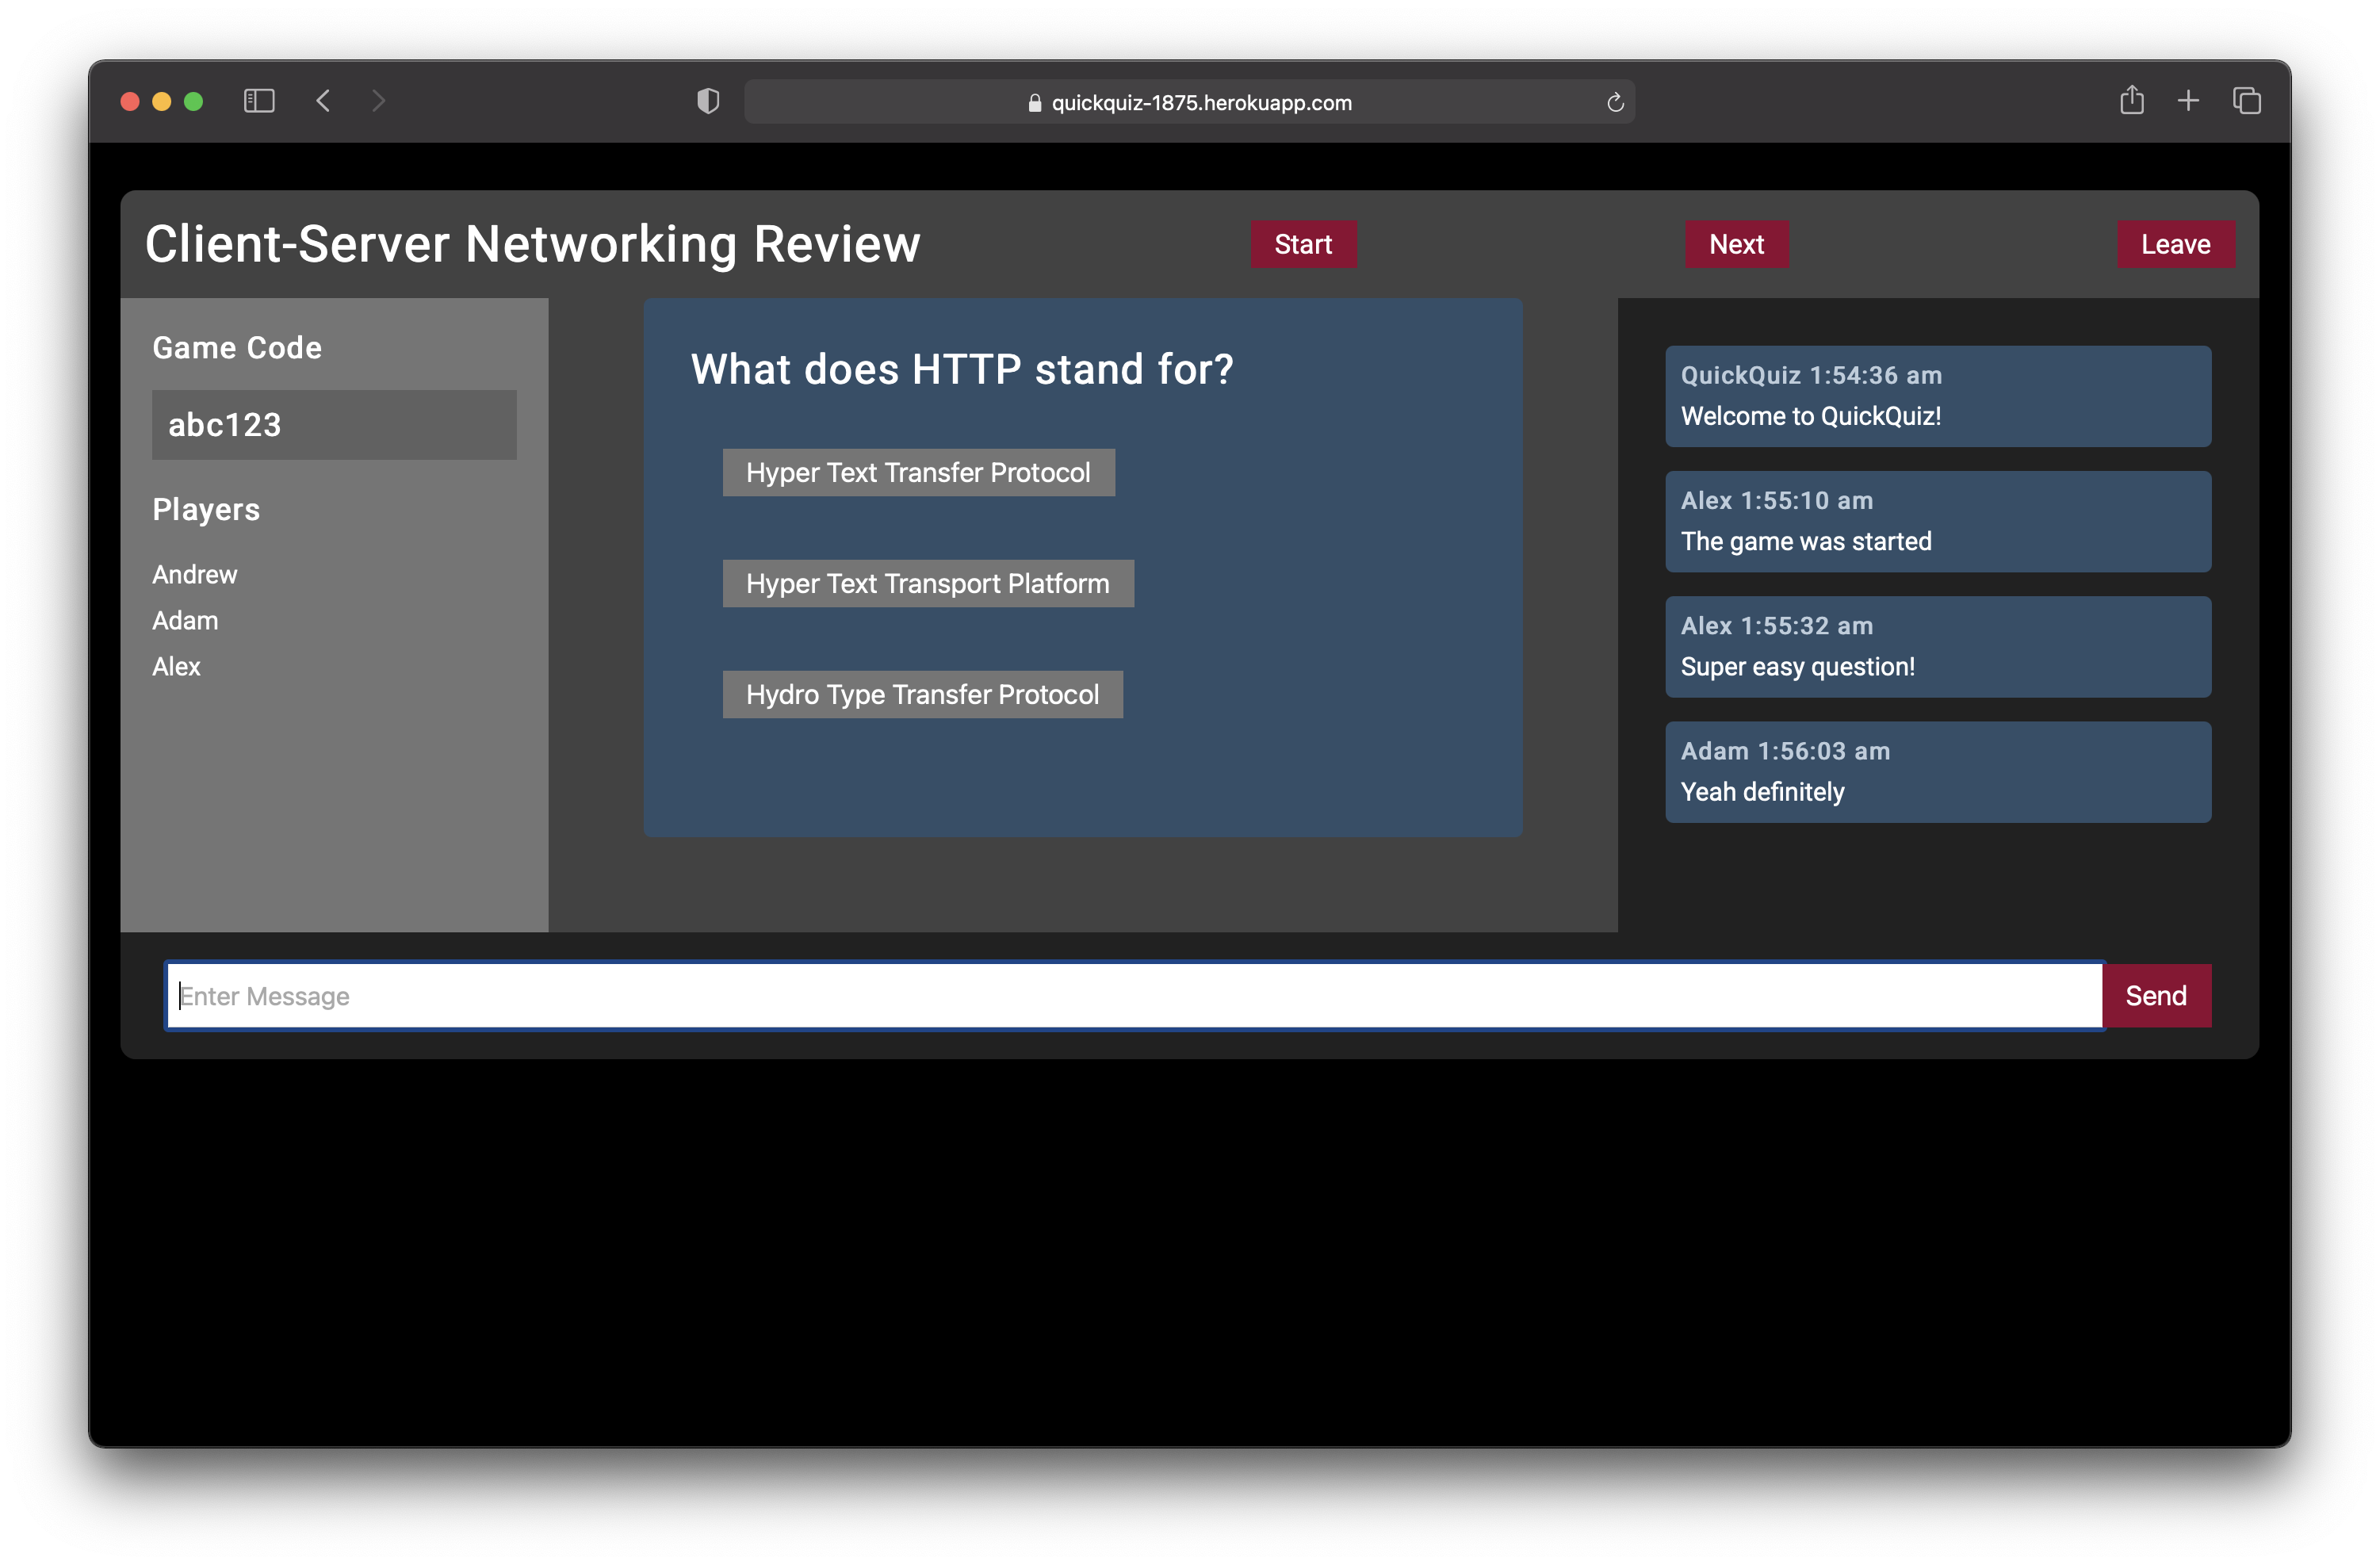 quickquiz-1875.herokuapp.com
Client-Server Networking Review
Start
Next
Leave
Game Code
abc123
Players
Andrew
Adam
Alex
What does HTTP stand for?
Hyper Text Transfer Protocol
Hyper Text Transport Platform
Hydro Type Transfer Protocol
QuickQuiz 1:54:36 am
Welcome to QuickQuiz!
Alex 1:55:10 am
The game was started
Alex 1:55:32 am
Super easy question!
Adam 1:56:03 am
Yeah definitely
Enter Message
Send